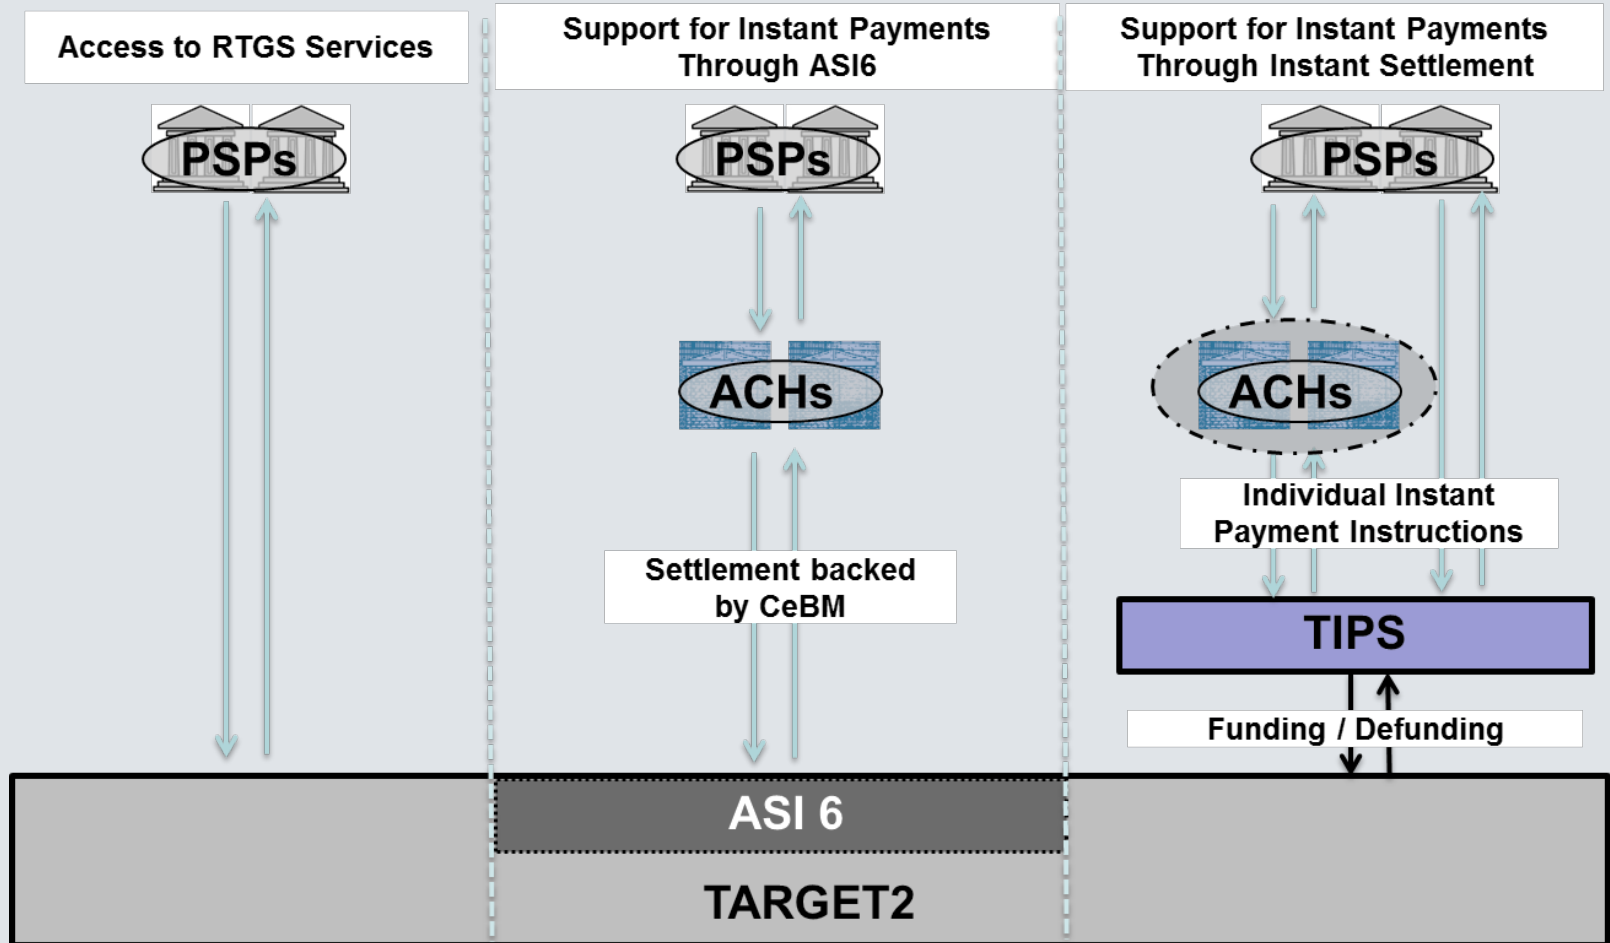 Access to RTGS Services
Support for Instant Payments
Through ASI6
Support for Instant Payments
Through Instant Settlement
PSPs
PSPs
PSPs
ACHs
ACHs
Individual Instant
Payment Instructions
Settlement backed
by CeBM
TIPS
Funding / Defunding
ASI 6
TARGET2